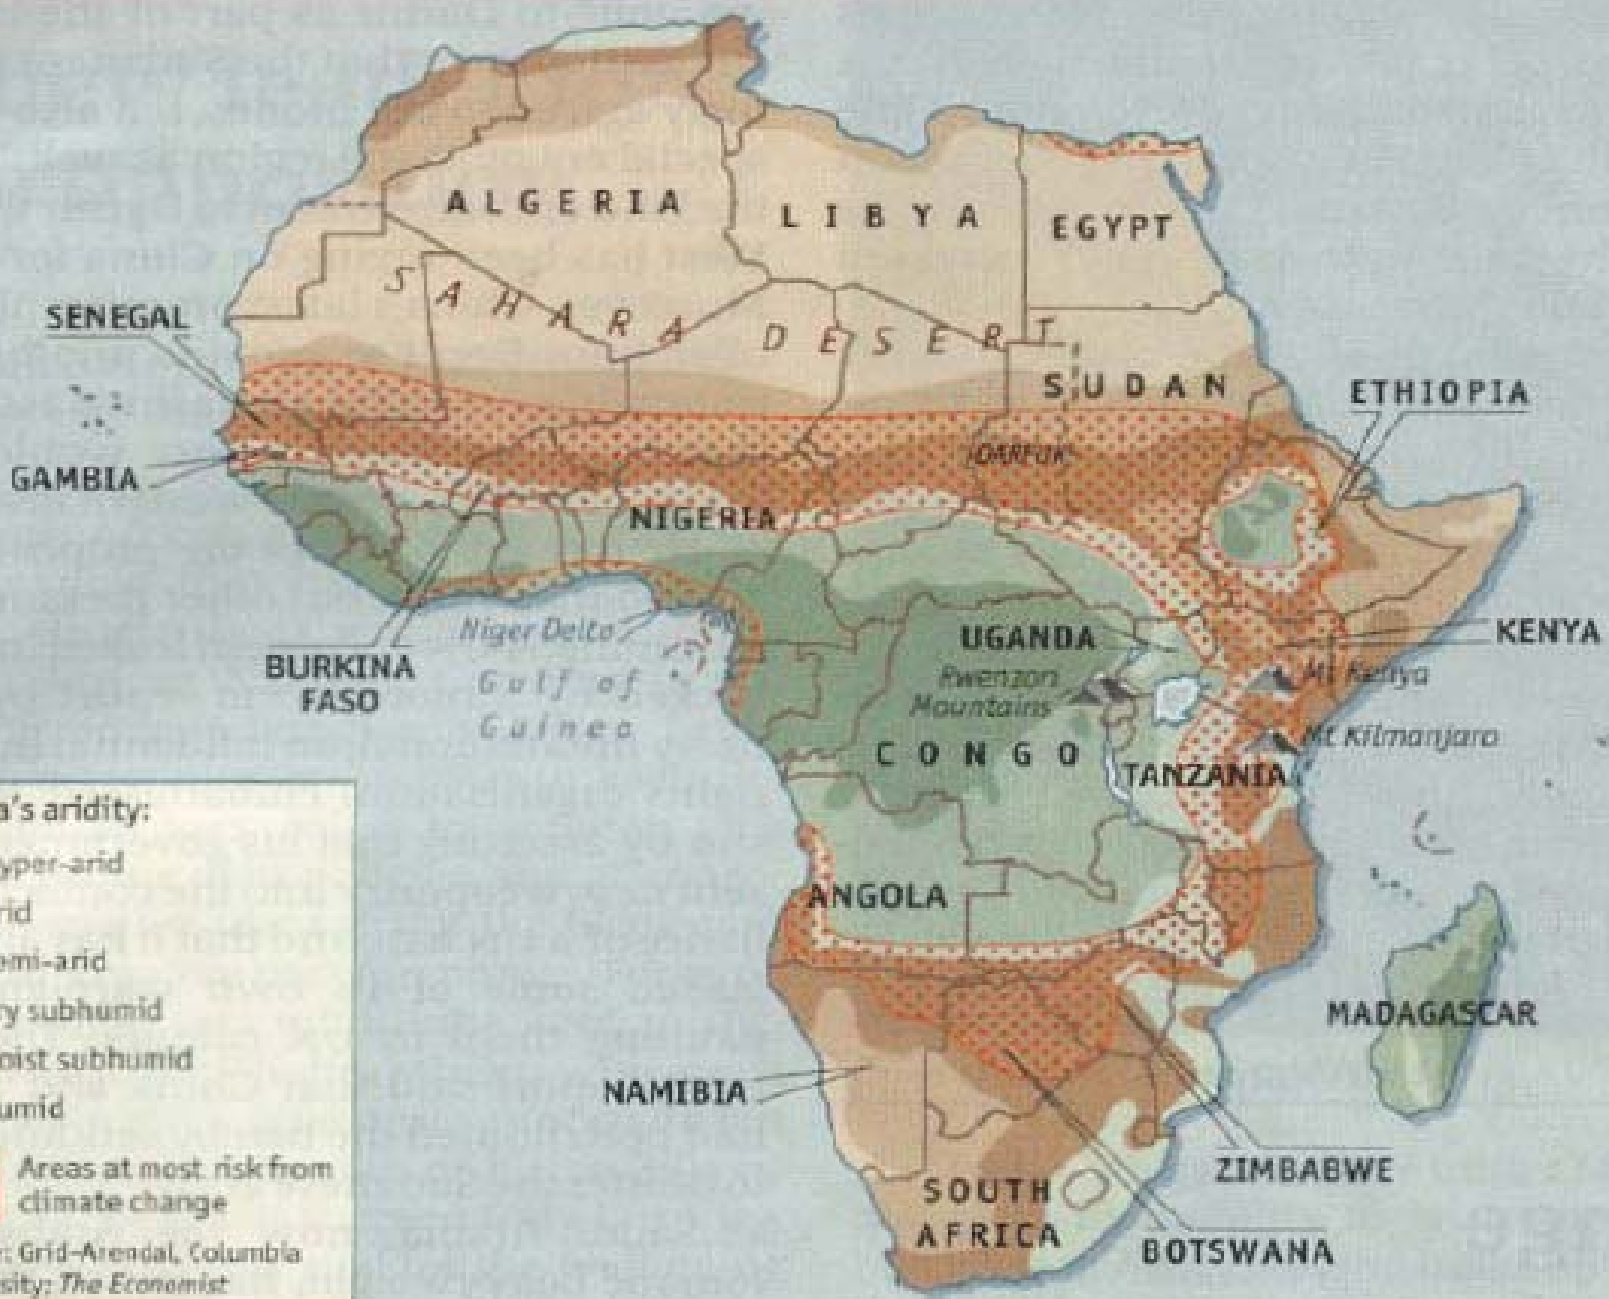 ALGERIA
LIBYA
EGYPT
SAHARA DESERT
SENEGAL
SUDAN
ETHIOPIA
DARFUR
GAMBIA
NIGERIA
Niger Delta
UGANDA
KENYA
BURKINA
FASO
Gulf of
Guinea
Rwenzori
Mountains
Mt Kenya
CONGO
Mt Kilmanjaro
TANZANIA
a's aridity:
yper-arid
rid
emi-arid
ry subhumid
oist subhumid
umid
Areas at most risk from
climate change
e: Grid-Arendal, Columbia
sity; The Economist
ANGOLA
MADAGASCAR
NAMIBIA
ZIMBABWE
SOUTH
AFRICA
BOTSWANA